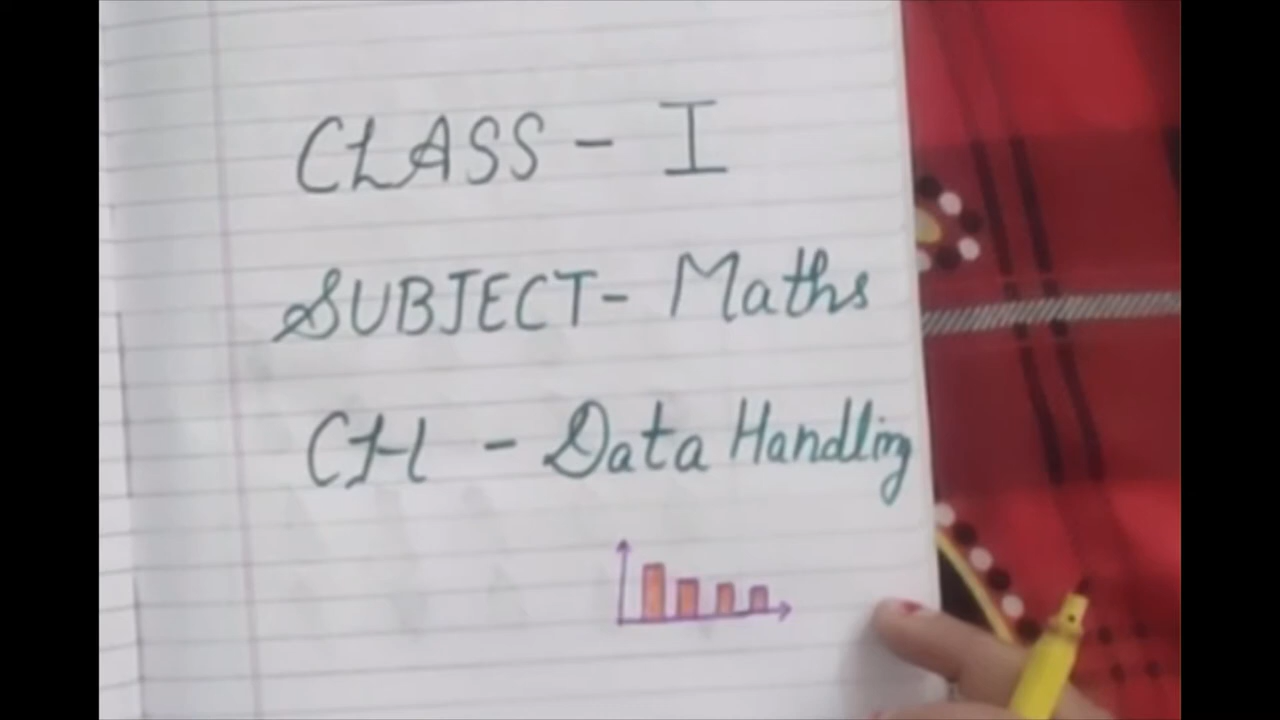 CLASS - I
SUBJECT - Maths
CH - Data Handling